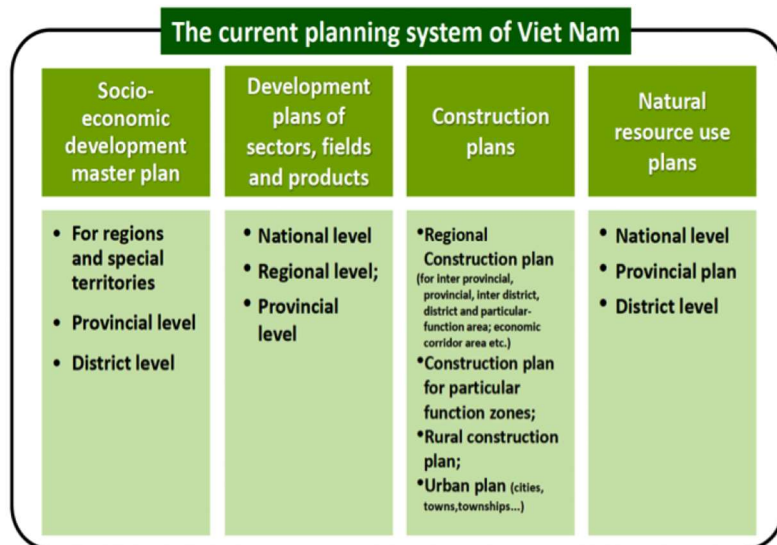 The current planning system of Viet Nam
Socio-
economic
development
master plan
Development
plans of
sectors, fields
and products
Construction
plans
Natural
resource use
plans
• For regions
and special
territories
• Provincial level
• District level
• National level
• Regional level;
• Provincial
level
•Regional
Construction plan
(for inter provincial,
provincial, inter district,
district and particular-
function area; economic
corridor area etc.)
•Construction plan
for particular
function zones;
•Rural construction
plan;
•Urban plan (cities,
towns,townships...)
• National level
• Provincial plan
• District level